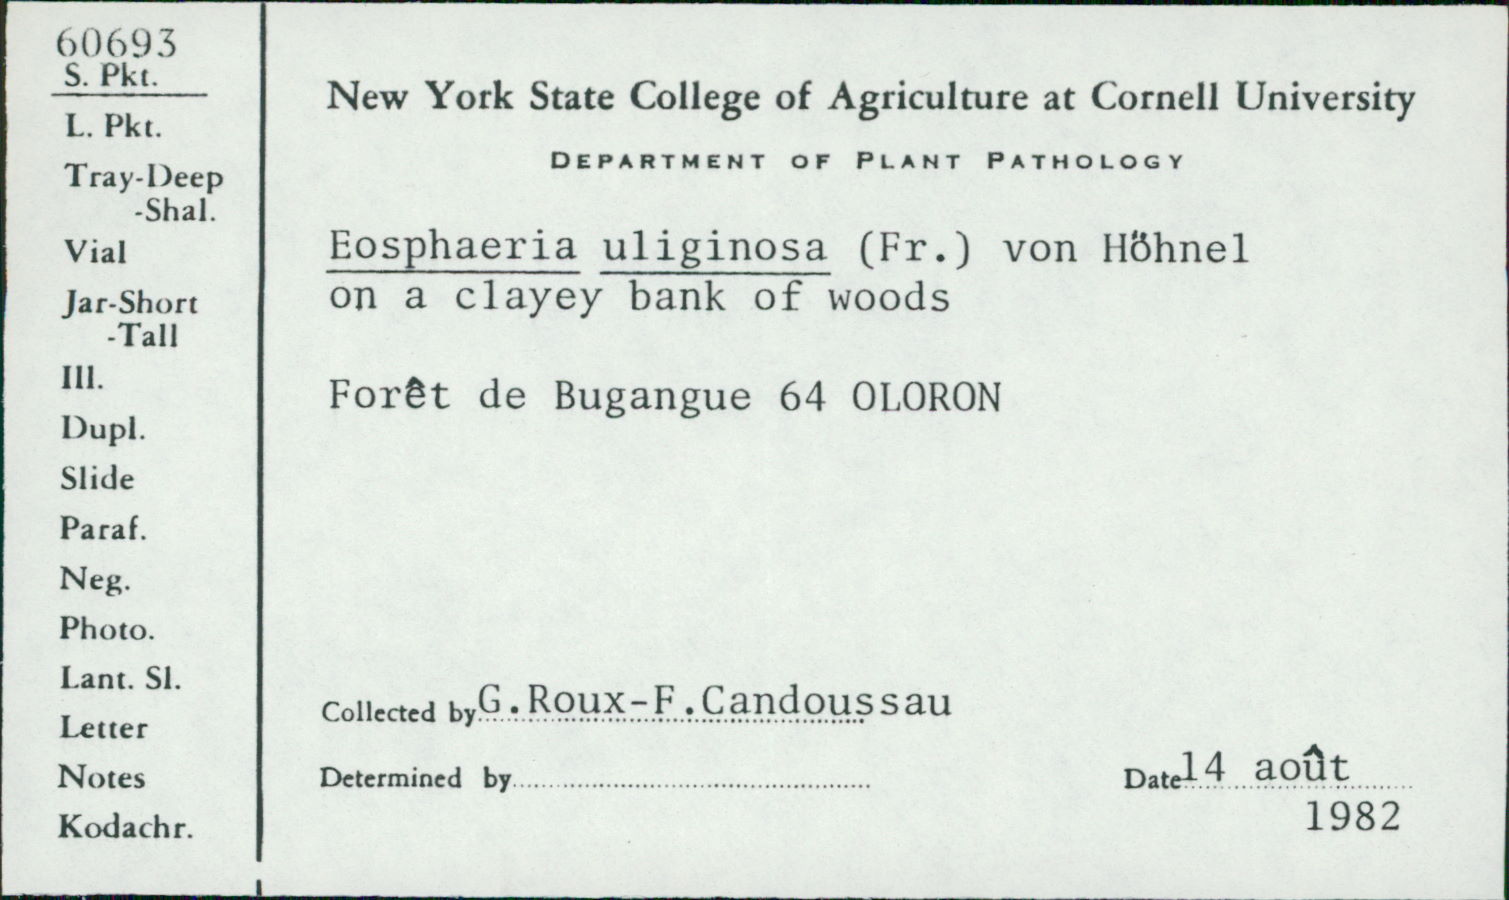 60693
S. Pkt.
L. Pkt.
Tray-Deep
-Shal.
Vial
Jar-Short
-Tall
Ill.
Dupl.
Slide
Paraf.
Neg.
Photo.
Lant. Sl.
Letter
Notes
Kodachr.
New York State College of Agriculture at Cornell University
DEPARTMENT OF PLANT PATHOLOGY
Eosphaeria uliginosa (Fr.) von Höhnel
on a clayey bank of woods
Forêt de Bugangue 64 OLORON
Collected by G.Roux-F.Candoussau
Determined by
Date 14 août
1982